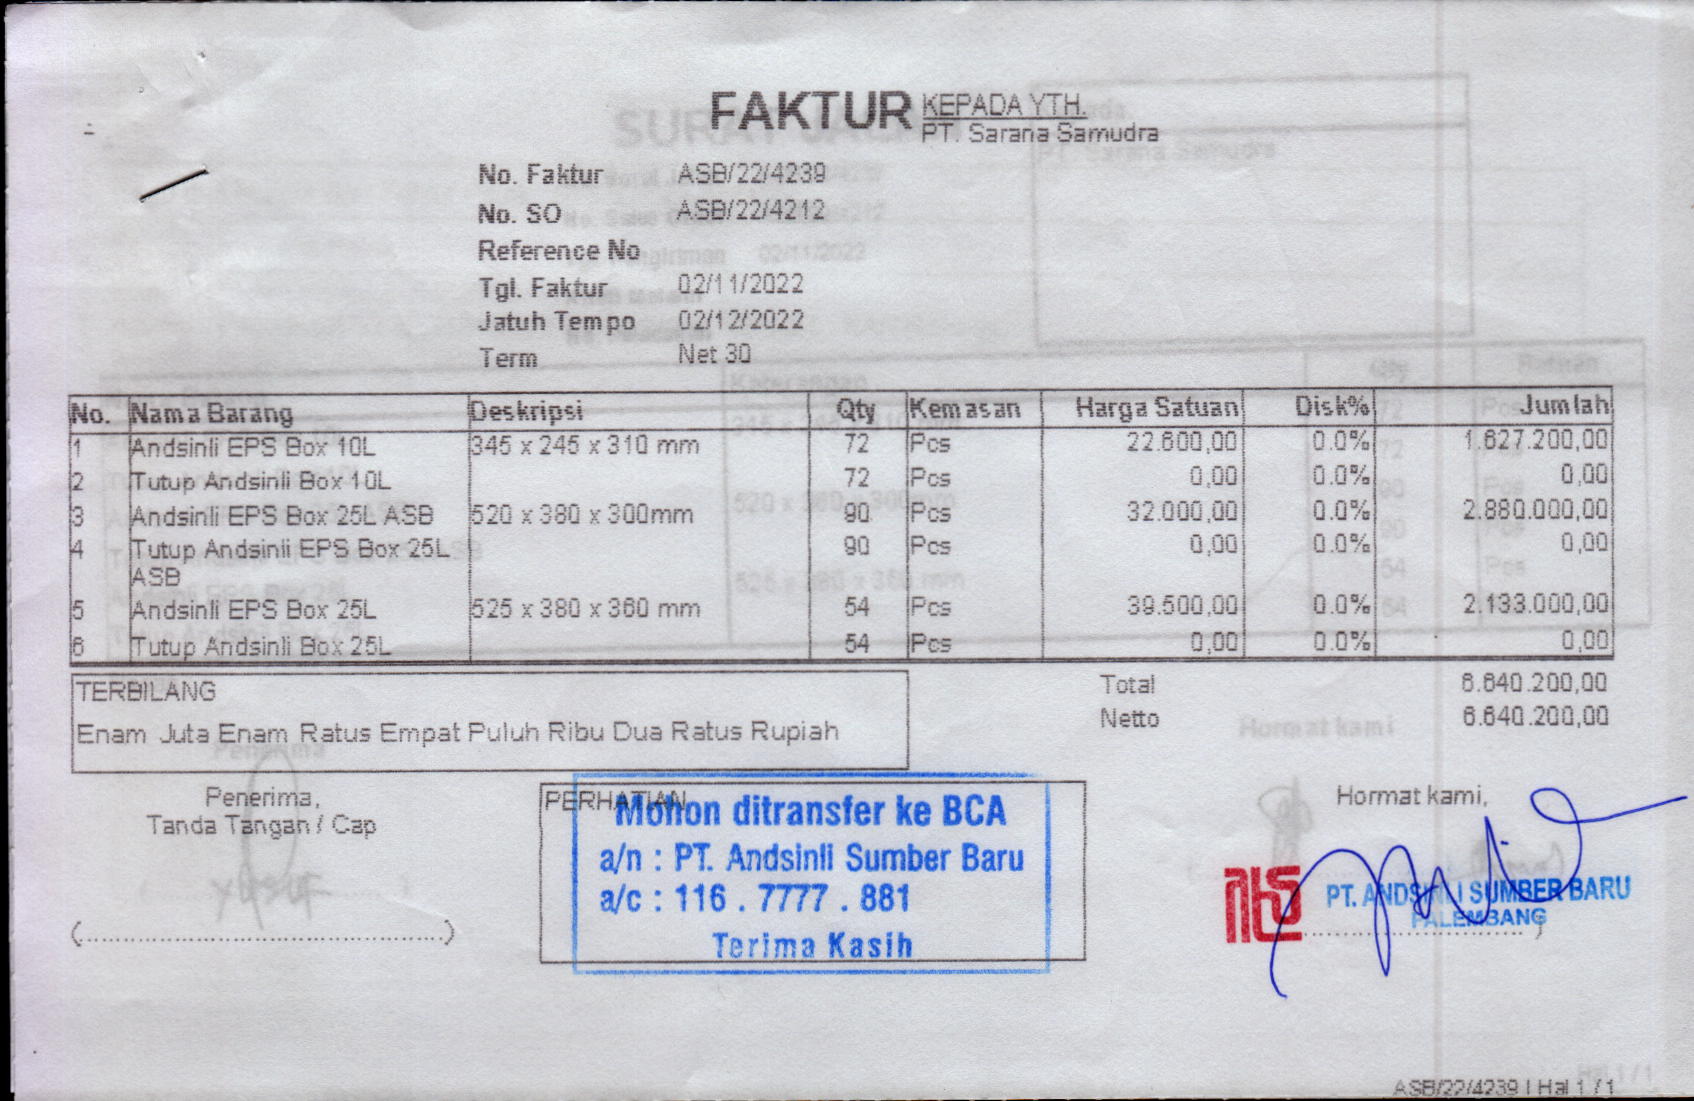 FAKTUR
KEPADA YTH.
PT. Sarana Samudra
No. Faktur ASB/22/4239
No. SO ASB/22/4212
Reference No
Tgl. Faktur 02/11/2022
Jatuh Tempo 02/12/2022
Term Net 30
No. Nama Barang Deskripsi Qty Kemasan Harga Satuan Disk% Jumlah
1 Andsinli EPS Box 10L 345 x 245 x 310 mm 72 Pcs 22.600,00 0.0% 1.627.200,00
2 Tutup Andsinli Box 10L 72 Pcs 0,00 0.0% 0,00
3 Andsinli EPS Box 25L ASB 520 x 380 x 300mm 90 Pcs 32.000,00 0.0% 2.880.000,00
4 Tutup Andsinli EPS Box 25L 90 Pcs 0,00 0.0% 0,00
ASB
5 Andsinli EPS Box 25L 525 x 380 x 360 mm 54 Pcs 39.500,00 0.0% 2.133.000,00
6 Tutup Andsinli Box 25L 54 Pcs 0,00 0.0% 0,00
TERBILANG
Enam Juta Enam Ratus Empat Puluh Ribu Dua Ratus Rupiah
Total 6.640.200,00
Netto 6.640.200,00
Penerima,
Tanda Tangan / Cap
PERHATIAN
Mohon ditransfer ke BCA
a/n : PT. Andsinli Sumber Baru
a/c : 116 . 7777 . 881
Terima Kasih
Hormat kami,
PT. ANDSINLI SUMBER BARU
PALEMBANG
ASB/22/4239 | Hal 1 / 1